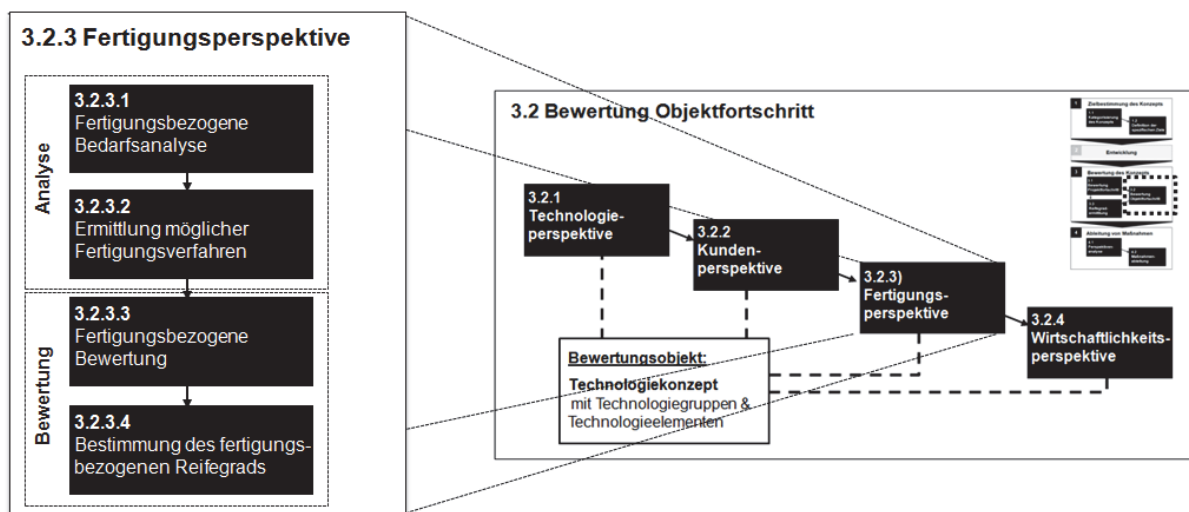 3.2.3 Fertigungsperspektive
Analyse
3.2.3.1
Fertigungsbezogene
Bedarfsanalyse
3.2.3.2
Ermittlung möglicher
Fertigungsverfahren
Bewertung
3.2.3.3
Fertigungsbezogene
Bewertung
3.2.3.4
Bestimmung des fertigungs-
bezogenen Reifegrads
3.2 Bewertung Objektfortschritt
3.2.1
Technologie-
perspektive
3.2.2
Kunden-
perspektive
3.2.3)
Fertigungs-
perspektive
3.2.4
Wirtschaftlichkeits-
perspektive
Bewertungsobjekt:
Technologiekonzept
mit Technologiegruppen &
Technologieelementen
1
Zielbestimmung des Konzepts
Entwicklung
3
Bewertung des Konzepts
4
Ableitung von Maßnahmen